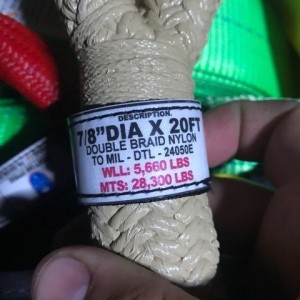 DESCRIPTION.
7/8"DIA X 20FT
DOUBLE BRAID NYLON
TO MIL - DTL - 24050E
WLL: 5,660 LBS
MTS: 28,300 LBS